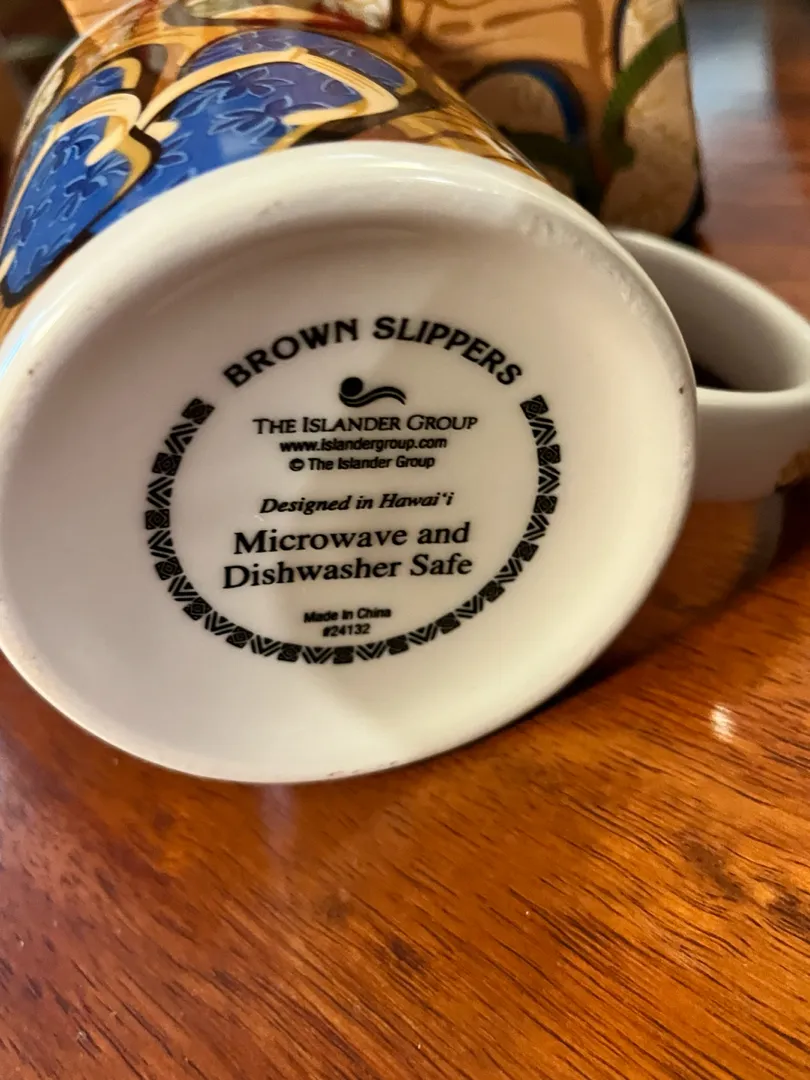 BROWN SLIPPERS
THE ISLANDER GROUP
www.islandergroup.com
© The Islander Group
Designed in Hawaiʻi
Microwave and
Dishwasher Safe
Made In China
#24132